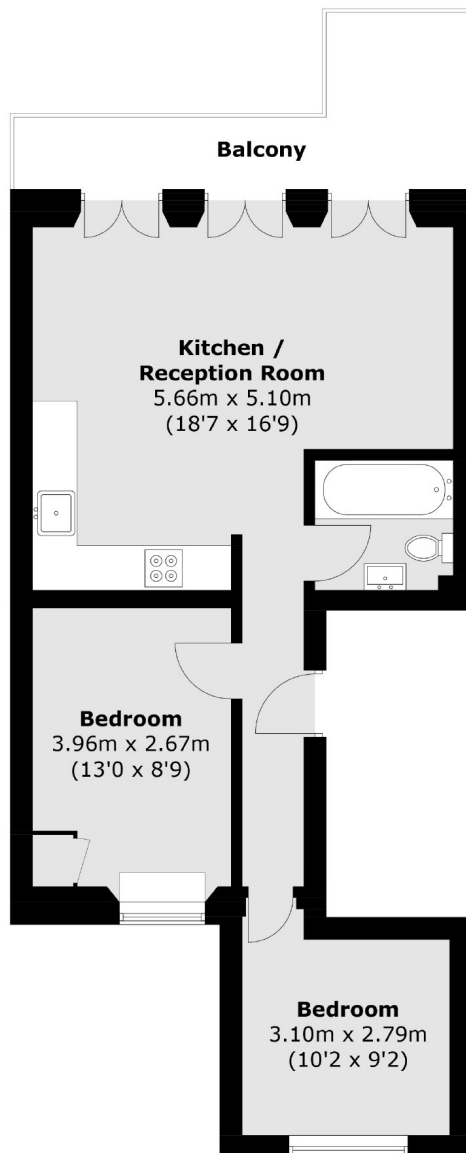 Balcony
Kitchen /
Reception Room
5.66m x 5.10m
(18'7 x 16'9)
Bedroom
3.96m x 2.67m
(13'0 x 8'9)
Bedroom
3.10m x 2.79m
(10'2 x 9'2)